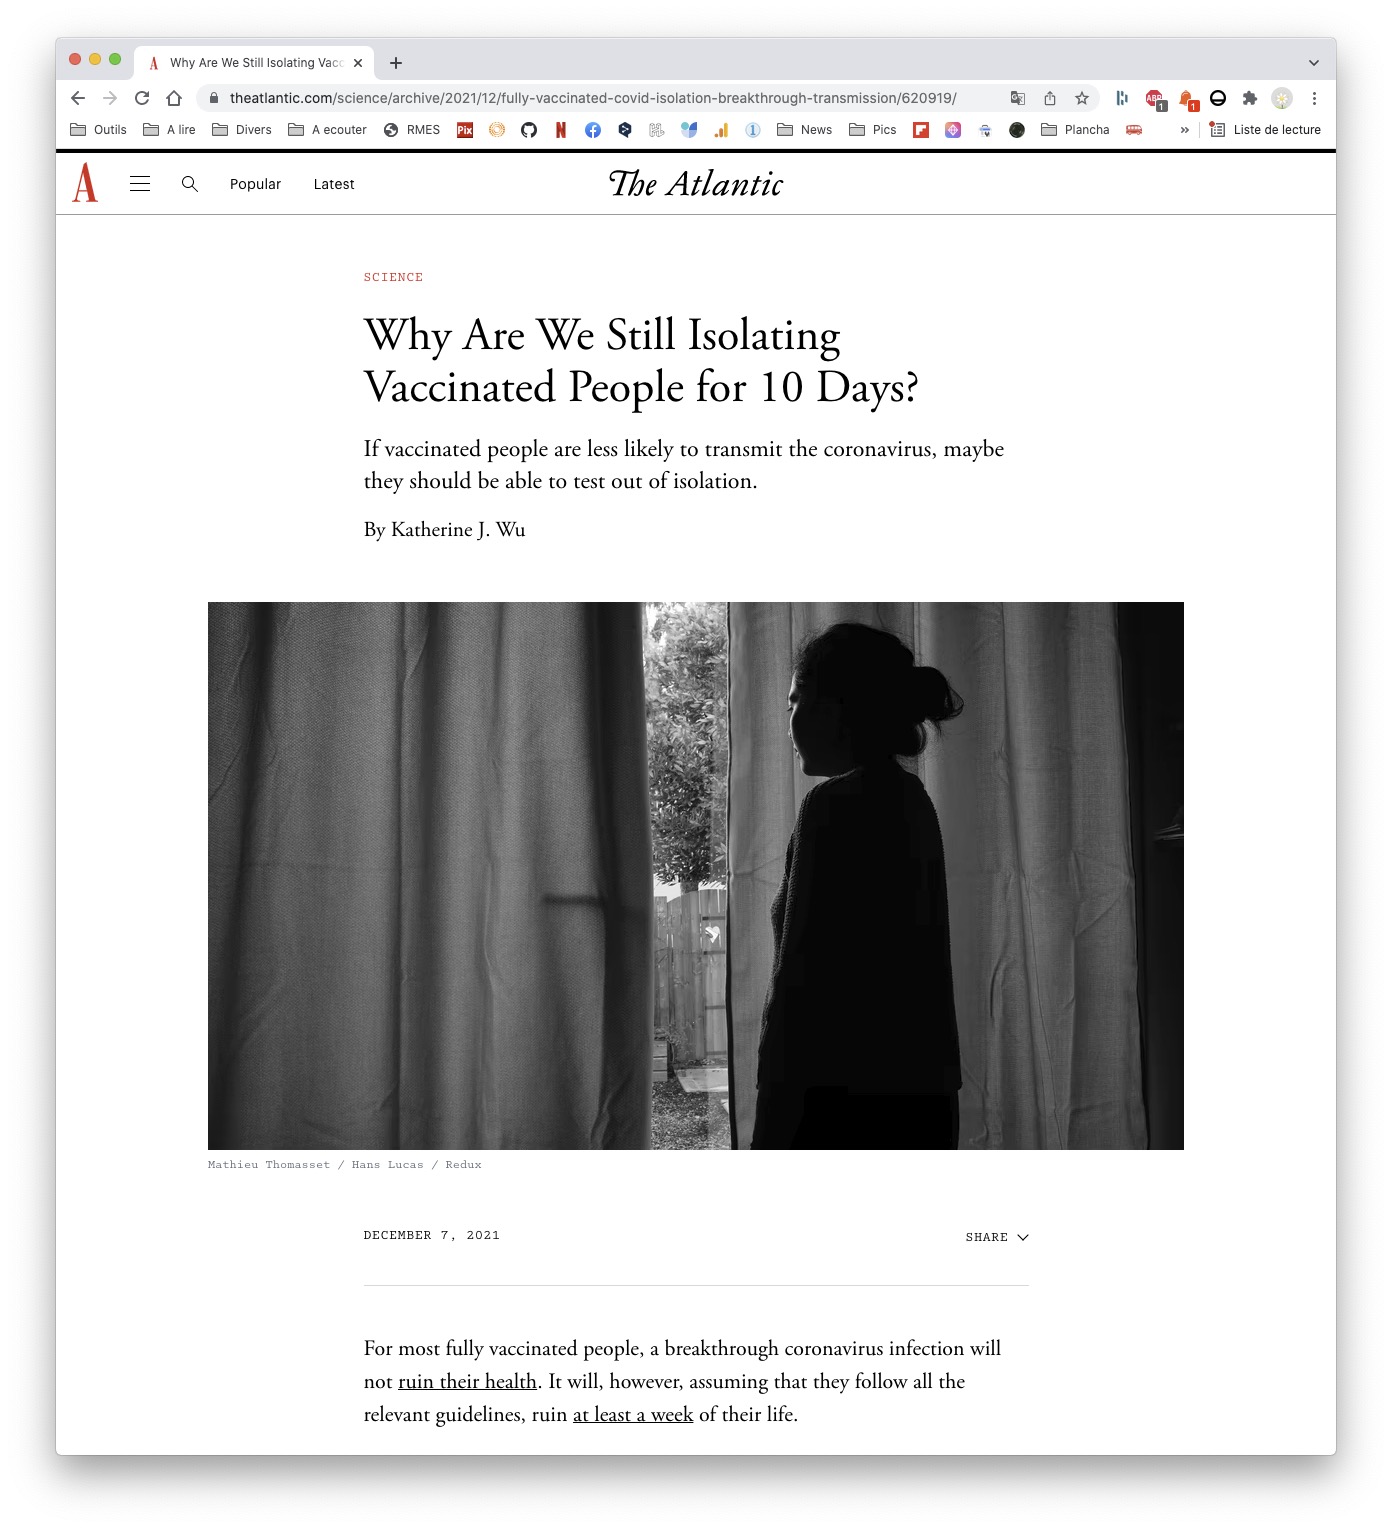 Why Are We Still Isolating Vacc
theatlantic.com/science/archive/2021/12/fully-vaccinated-covid-isolation-breakthrough-transmission/620919/
ABP 1 1
Outils A lire Divers A ecouter RMES Pix N News Pics Plancha » Liste de lecture
A Popular Latest The Atlantic
SCIENCE
Why Are We Still Isolating
Vaccinated People for 10 Days?
If vaccinated people are less likely to transmit the coronavirus, maybe
they should be able to test out of isolation.
By Katherine J. Wu
Mathieu Thomasset / Hans Lucas / Redux
DECEMBER 7, 2021
SHARE
For most fully vaccinated people, a breakthrough coronavirus infection will
not ruin their health. It will, however, assuming that they follow all the
relevant guidelines, ruin at least a week of their life.